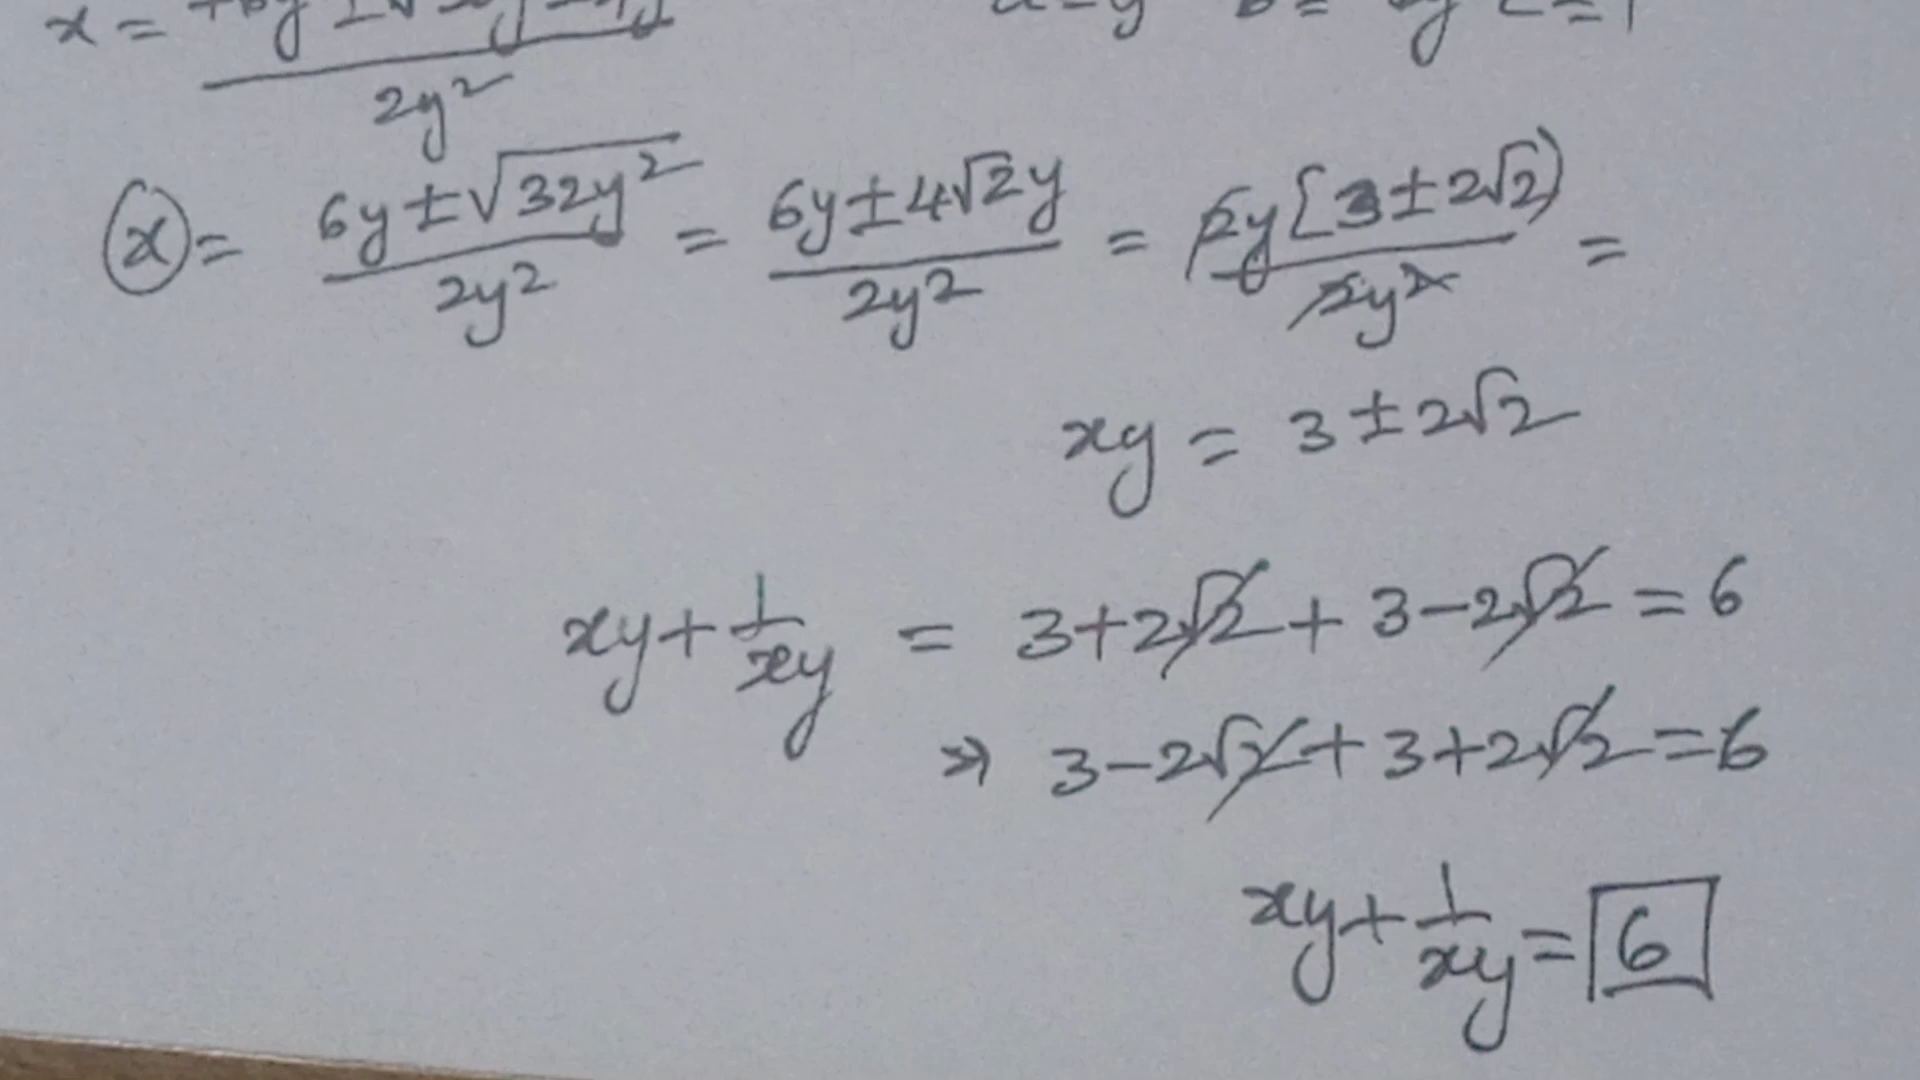 x =
2y²
x = 6y ± √32y² / 2y² = 6y ± 4√2y / 2y² = 2y[3 ± 2√2) / 2y² =
xy = 3 ± 2√2
xy + 1/xy = 3 + 2√2 + 3 - 2√2 = 6
⇒ 3 - 2√2 + 3 + 2√2 = 6
xy + 1/xy = 6